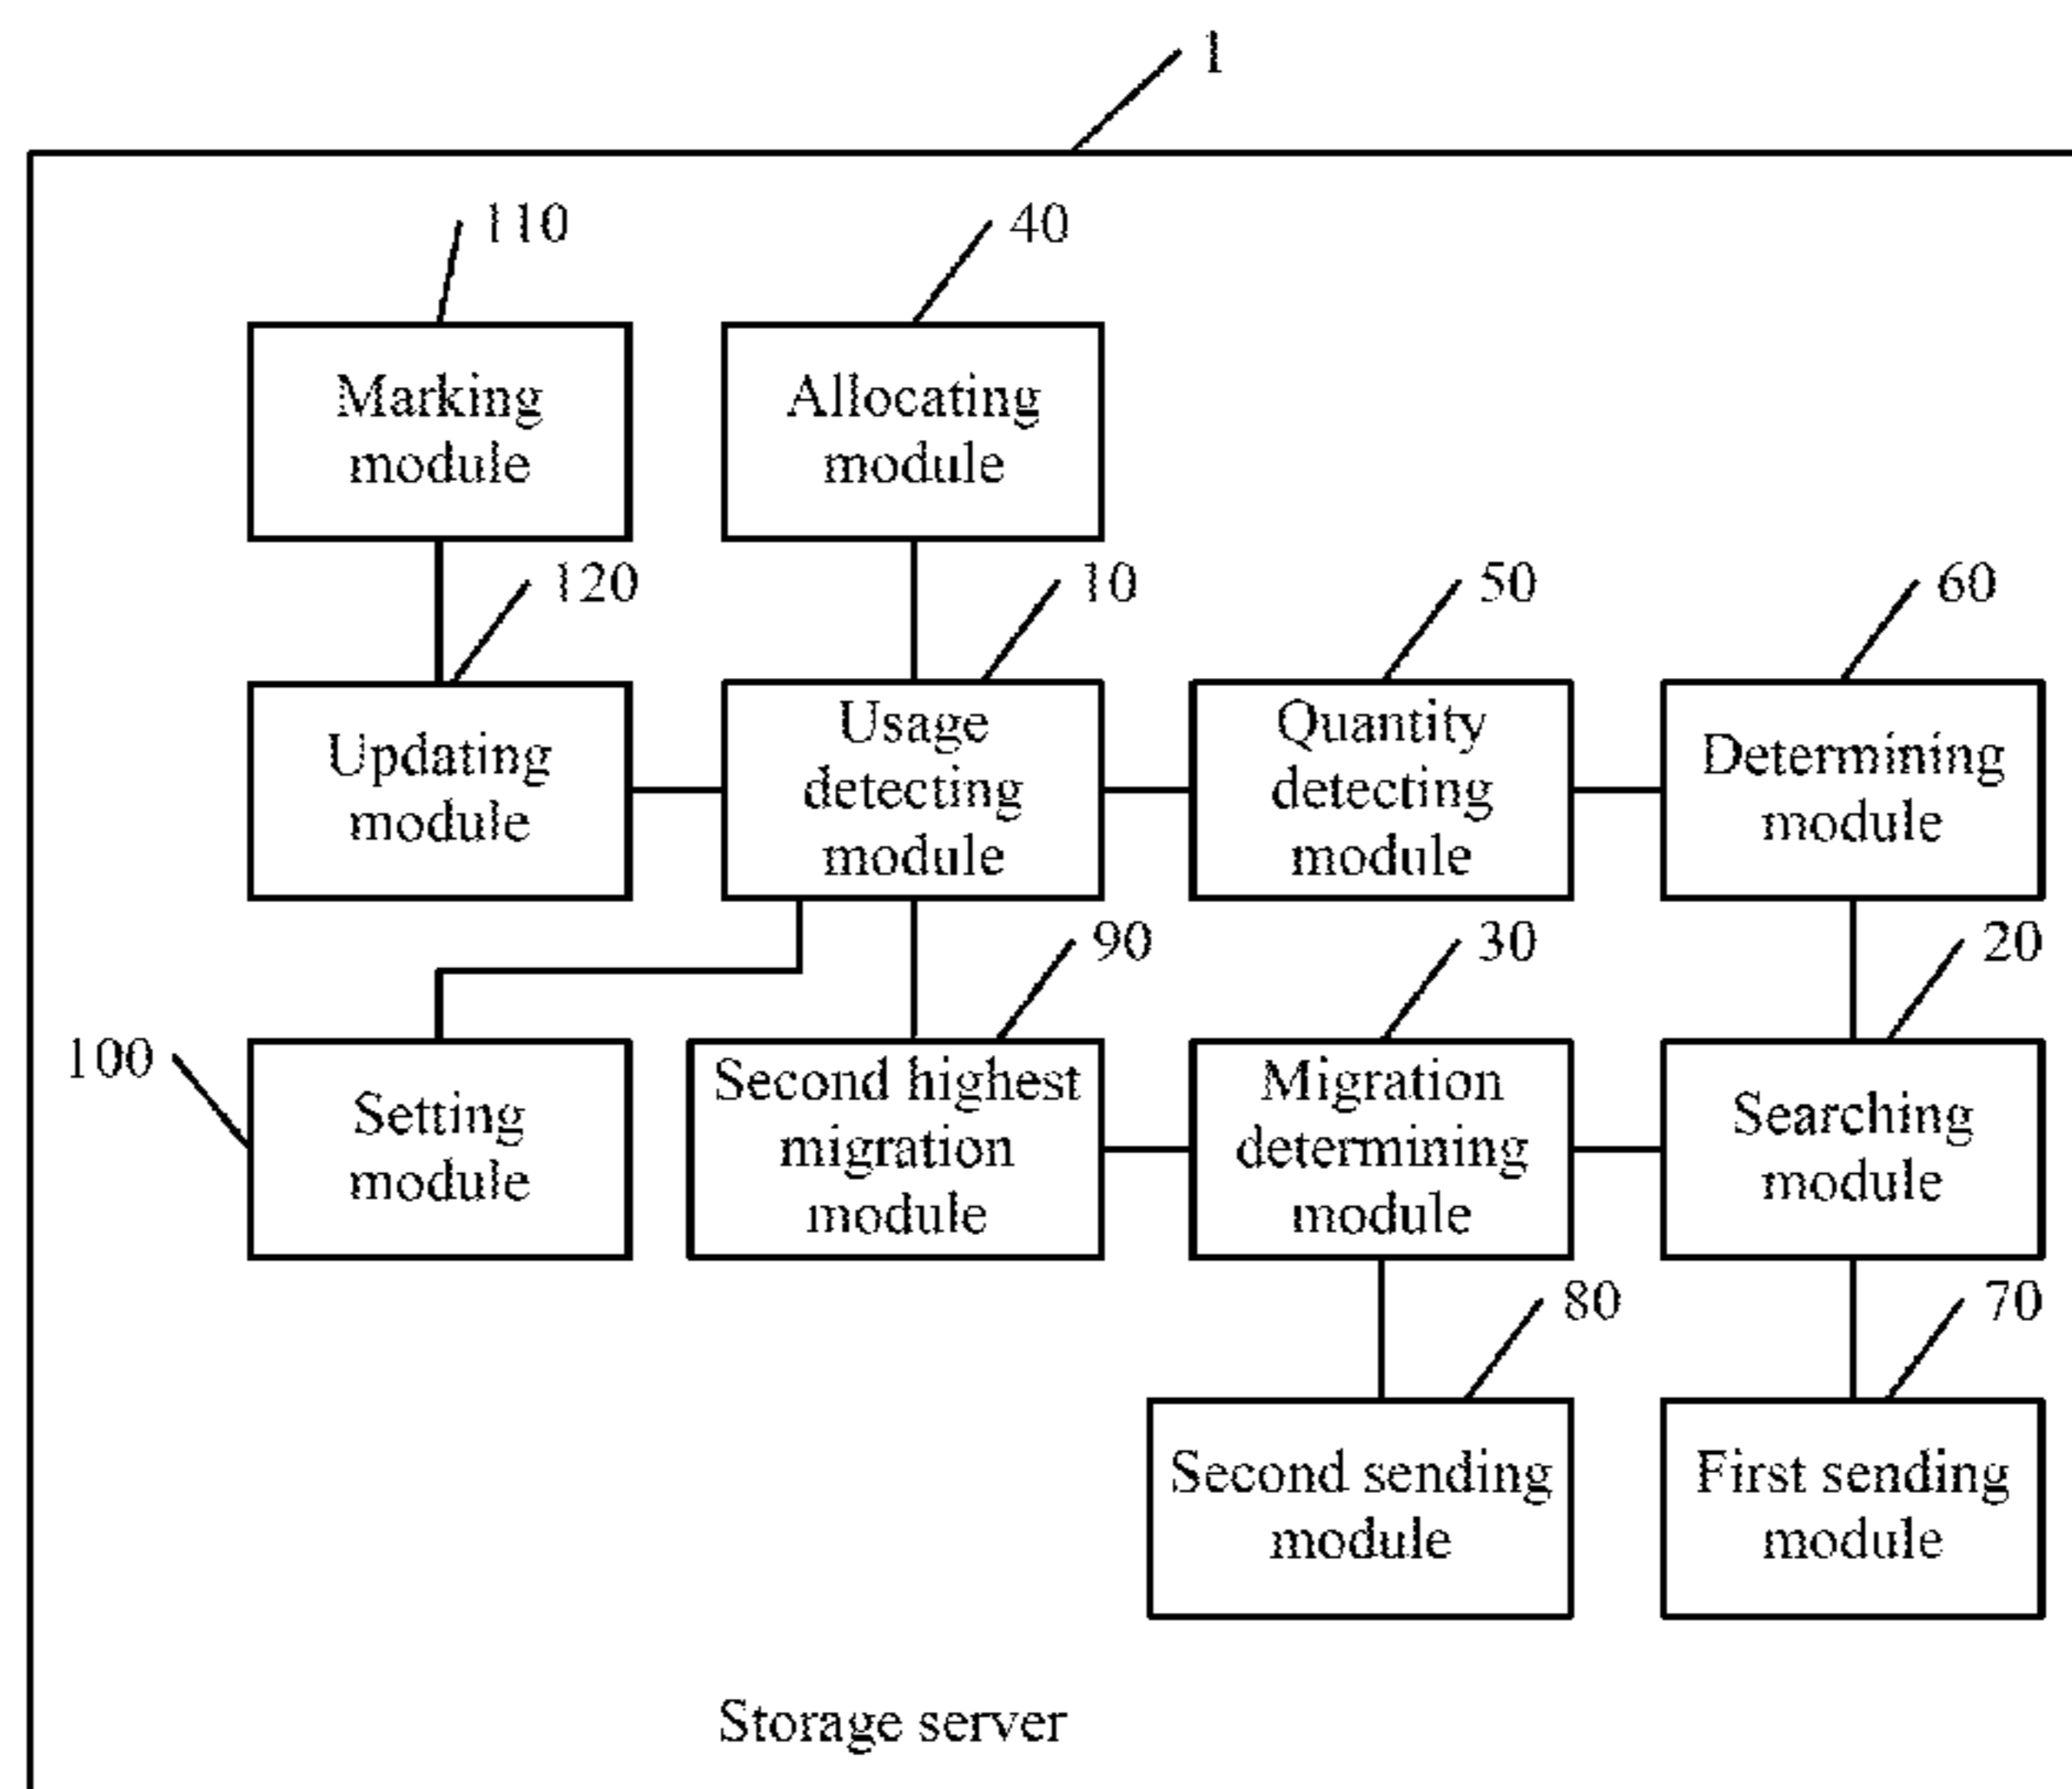 1
110
40
Marking
module
Allocating
module
120
10
50
60
Updating
module
Usage
detecting
module
Quantity
detecting
module
Determining
module
90
30
20
100
Setting
module
Second highest
migration
module
Migration
determining
module
Searching
module
80
70
Second sending
module
First sending
module
Storage server